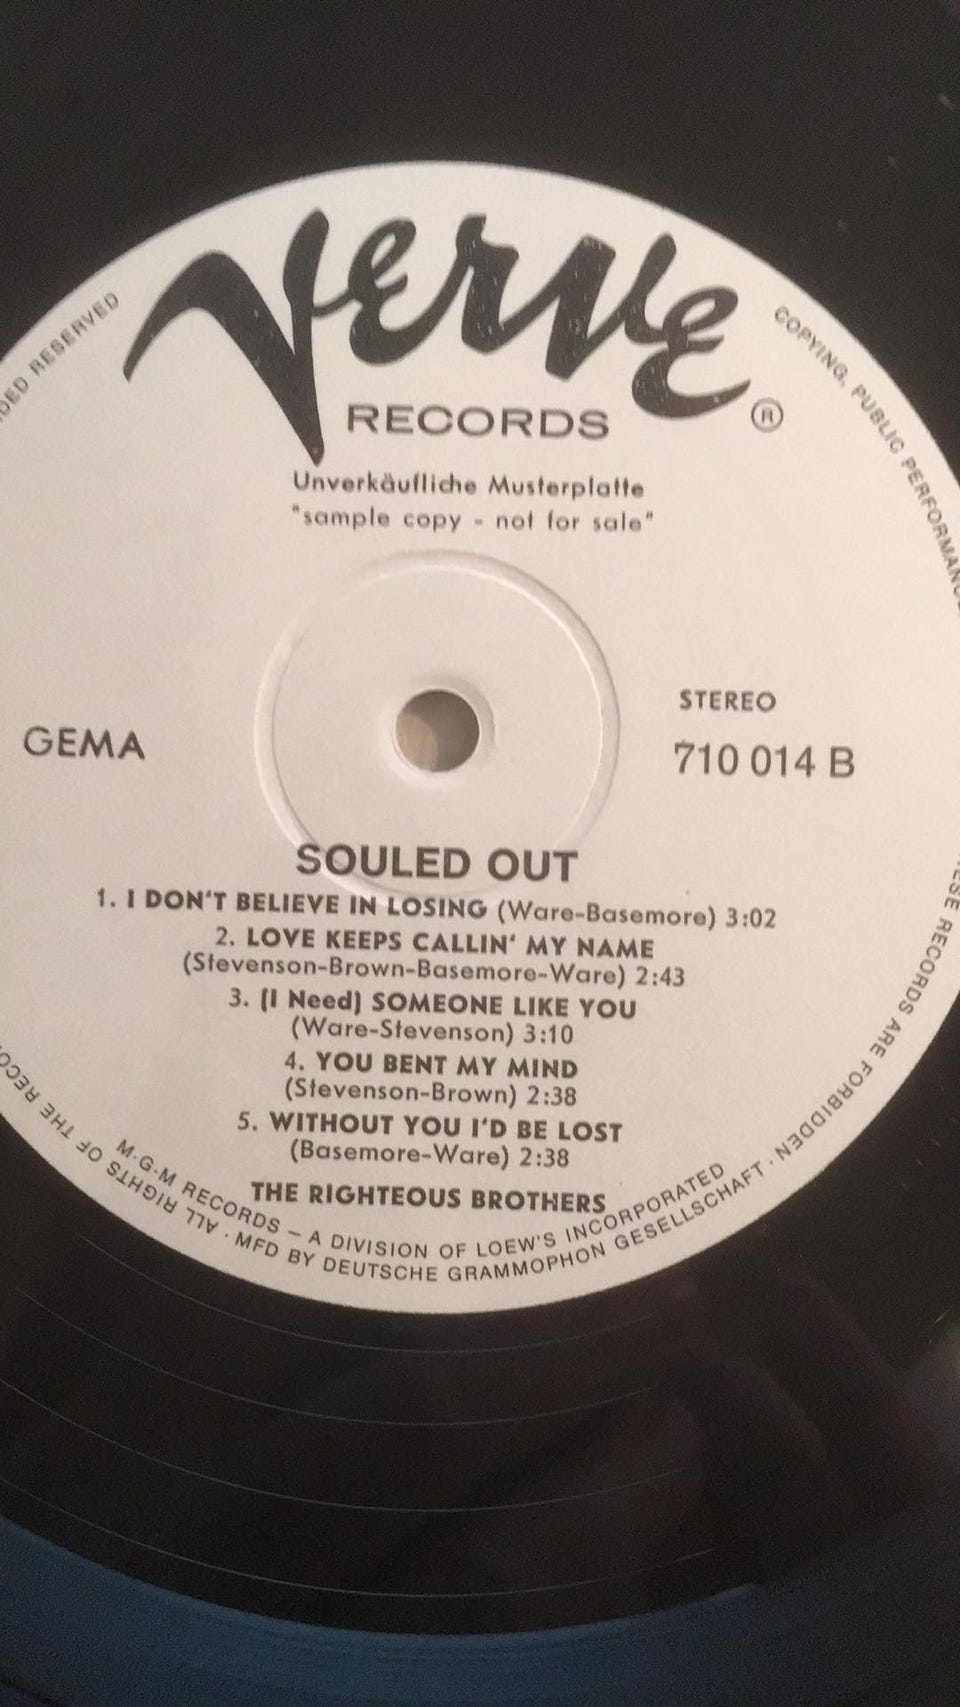 Verve
RECORDS
®
Unverkäufliche Musterplatte
"sample copy - not for sale"
GEMA
STEREO
710 014 B
SOULED OUT
1. I DON'T BELIEVE IN LOSING (Ware-Basemore) 3:02
2. LOVE KEEPS CALLIN' MY NAME
(Stevenson-Brown-Basemore-Ware) 2:43
3. (I Need) SOMEONE LIKE YOU
(Ware-Stevenson) 3:10
4. YOU BENT MY MIND
(Stevenson-Brown) 2:38
5. WITHOUT YOU I'D BE LOST
(Basemore-Ware) 2:38
THE RIGHTEOUS BROTHERS
M·G·M RECORDS – A DIVISION OF LOEW'S INCORPORATED
MFD BY DEUTSCHE GRAMMOPHON GESELLSCHAFT ·
ALL RIGHTS OF THE
RESERVED
COPYING, PUBLIC
RECORDS ARE FORBIDDEN